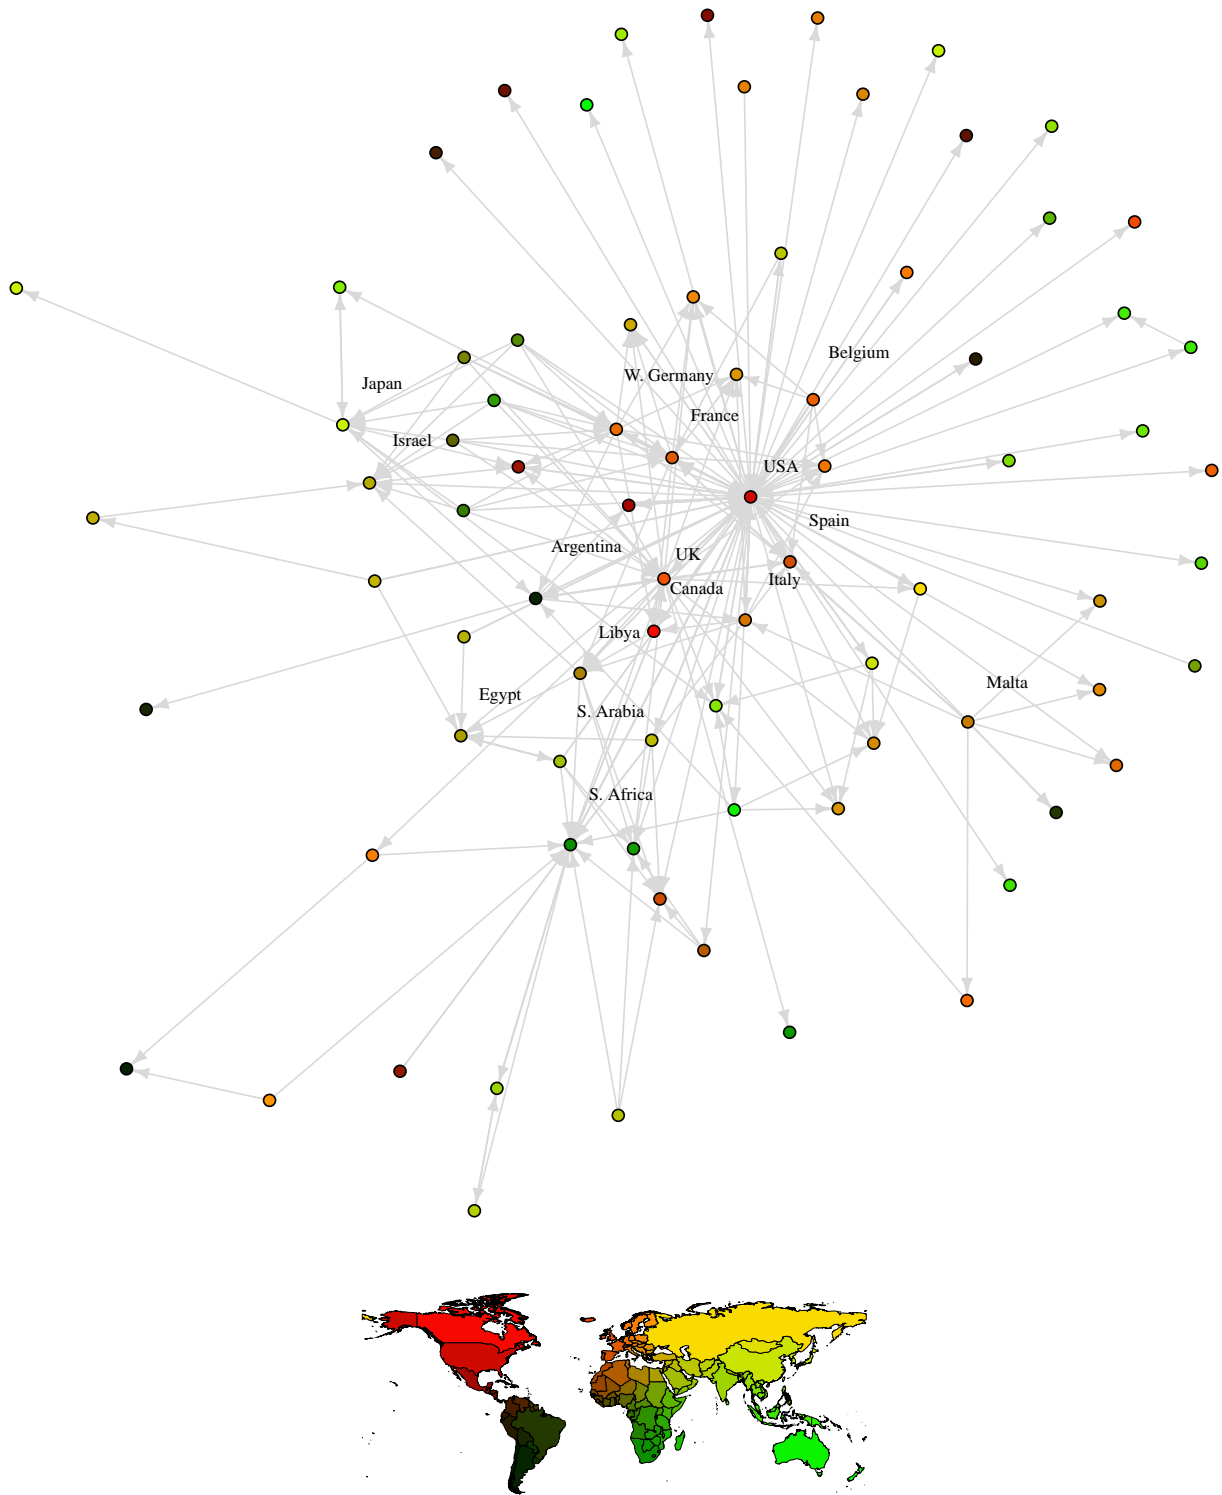 Belgium
W. Germany
Japan
France
Israel
USA
Spain
Argentina
UK
Italy
Canada
Libya
Malta
Egypt
S. Arabia
S. Africa